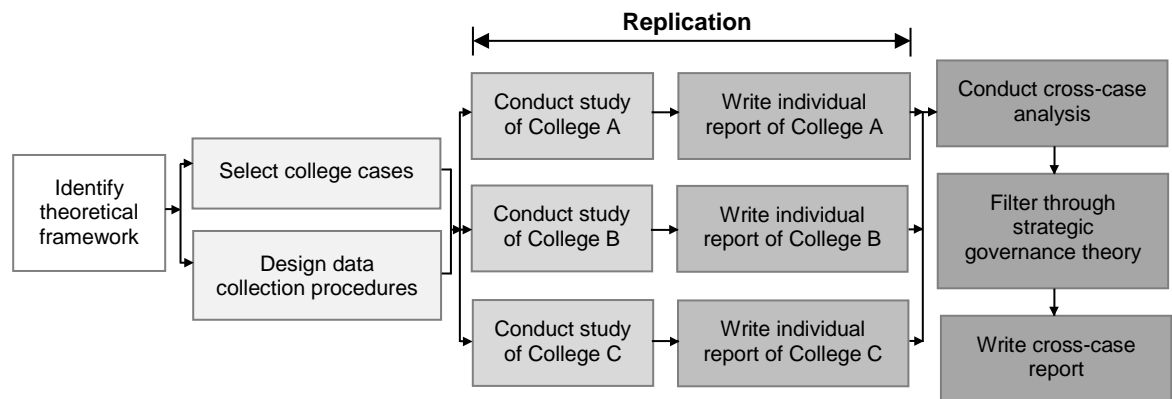 Replication
Identify
theoretical
framework
Select college cases
Design data
collection procedures
Conduct study
of College A
Write individual
report of College A
Conduct study
of College B
Write individual
report of College B
Conduct study
of College C
Write individual
report of College C
Conduct cross-case
analysis
Filter through
strategic
governance theory
Write cross-case
report